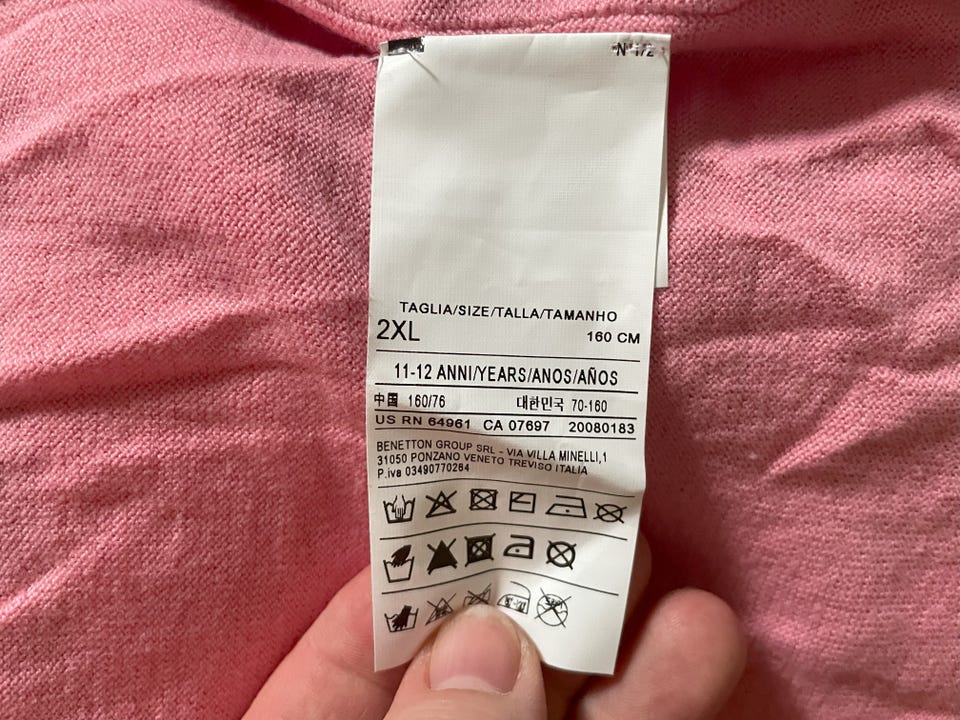 N°1/2
TAGLIA/SIZE/TALLA/TAMANHO
2XL 160 CM
11-12 ANNI/YEARS/ANOS/AÑOS
中国 160/76 대한민국 70-160
US RN 64961 CA 07697 20080183
BENETTON GROUP SRL - VIA VILLA MINELLI,1
31050 PONZANO VENETO TREVISO ITALIA
P.iva 03490770264